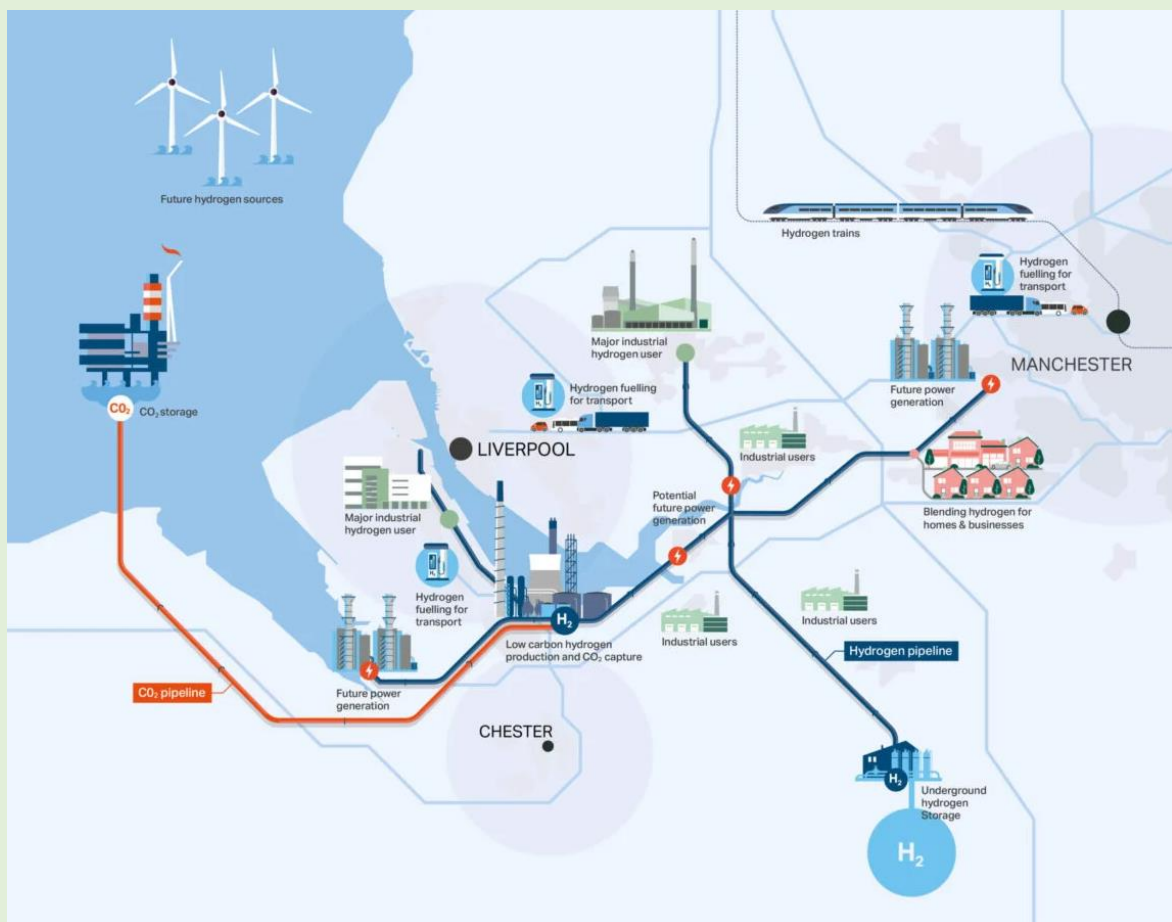 Future hydrogen sources
Hydrogen trains
Hydrogen
fuelling for
transport
Major industrial
hydrogen user
MANCHESTER
Future power
generation
Hydrogen fuelling
for transport
CO₂
CO₂ storage
LIVERPOOL
Industrial users
Potential
future power
generation
Blending hydrogen for
homes & businesses
Major industrial
hydrogen user
Hydrogen
fuelling for
transport
H₂
Low carbon hydrogen
production and CO₂ capture
Industrial users
Industrial users
Hydrogen pipeline
CO₂ pipeline
Future power
generation
CHESTER
H₂
Underground
hydrogen
Storage
H₂